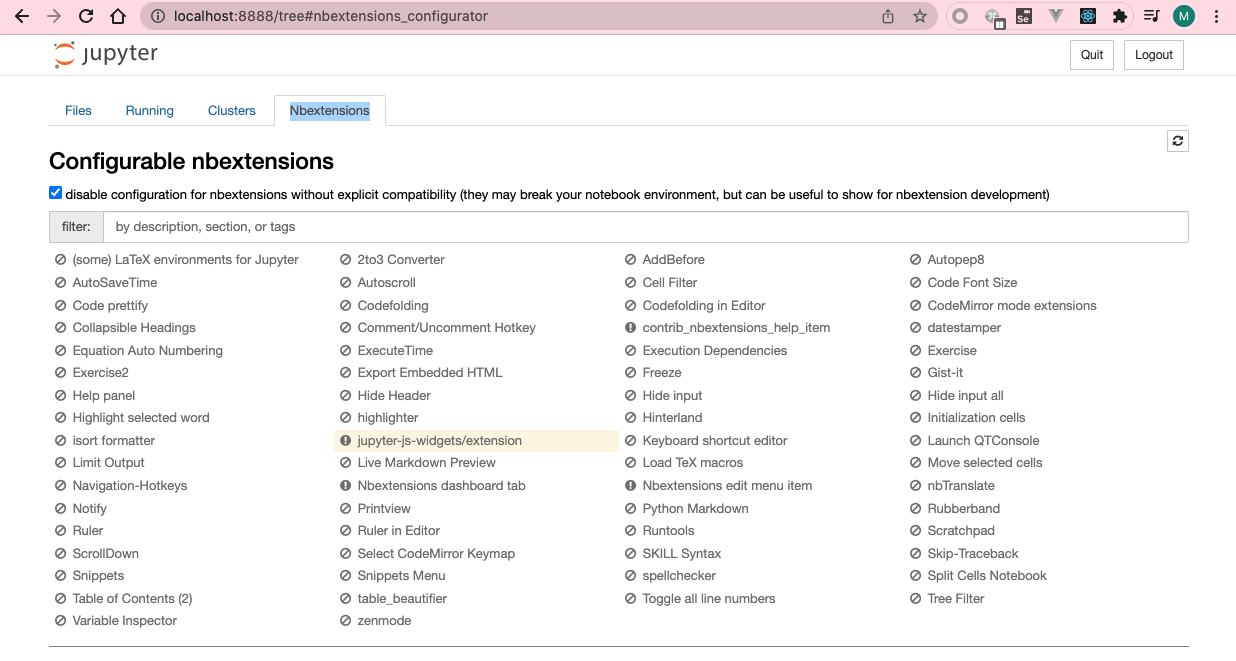 localhost:8888/tree#nbextensions_configurator
Se
M
jupyter
Quit
Logout
Files
Running
Clusters
Nbextensions
Configurable nbextensions
disable configuration for nbextensions without explicit compatibility (they may break your notebook environment, but can be useful to show for nbextension development)
filter: by description, section, or tags
(some) LaTeX environments for Jupyter 2to3 Converter AddBefore Autopep8
AutoSaveTime Autoscroll Cell Filter Code Font Size
Code prettify Codefolding Codefolding in Editor CodeMirror mode extensions
Collapsible Headings Comment/Uncomment Hotkey contrib_nbextensions_help_item datestamper
Equation Auto Numbering ExecuteTime Execution Dependencies Exercise
Exercise2 Export Embedded HTML Freeze Gist-it
Help panel Hide Header Hide input Hide input all
Highlight selected word highlighter Hinterland Initialization cells
isort formatter jupyter-js-widgets/extension Keyboard shortcut editor Launch QTConsole
Limit Output Live Markdown Preview Load TeX macros Move selected cells
Navigation-Hotkeys Nbextensions dashboard tab Nbextensions edit menu item nbTranslate
Notify Printview Python Markdown Rubberband
Ruler Ruler in Editor Runtools Scratchpad
ScrollDown Select CodeMirror Keymap SKILL Syntax Skip-Traceback
Snippets Snippets Menu spellchecker Split Cells Notebook
Table of Contents (2) table_beautifier Toggle all line numbers Tree Filter
Variable Inspector zenmode